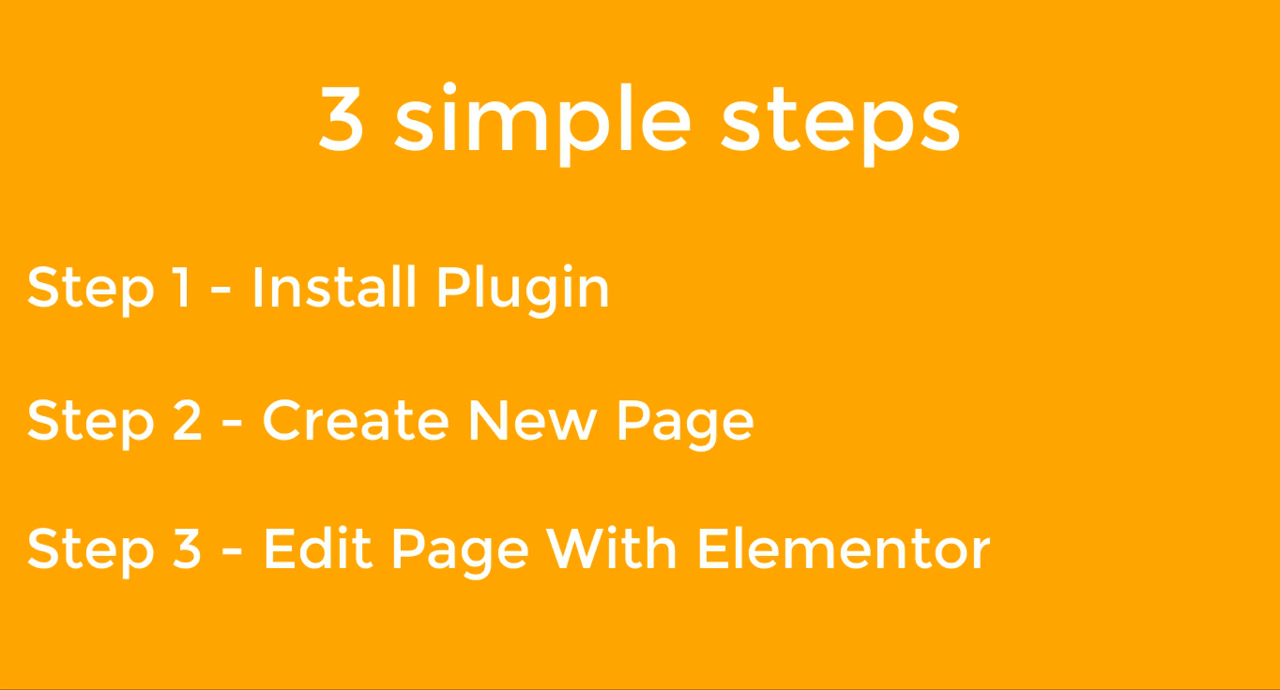 3 simple steps
Step 1 - Install Plugin
Step 2 - Create New Page
Step 3 - Edit Page With Elementor